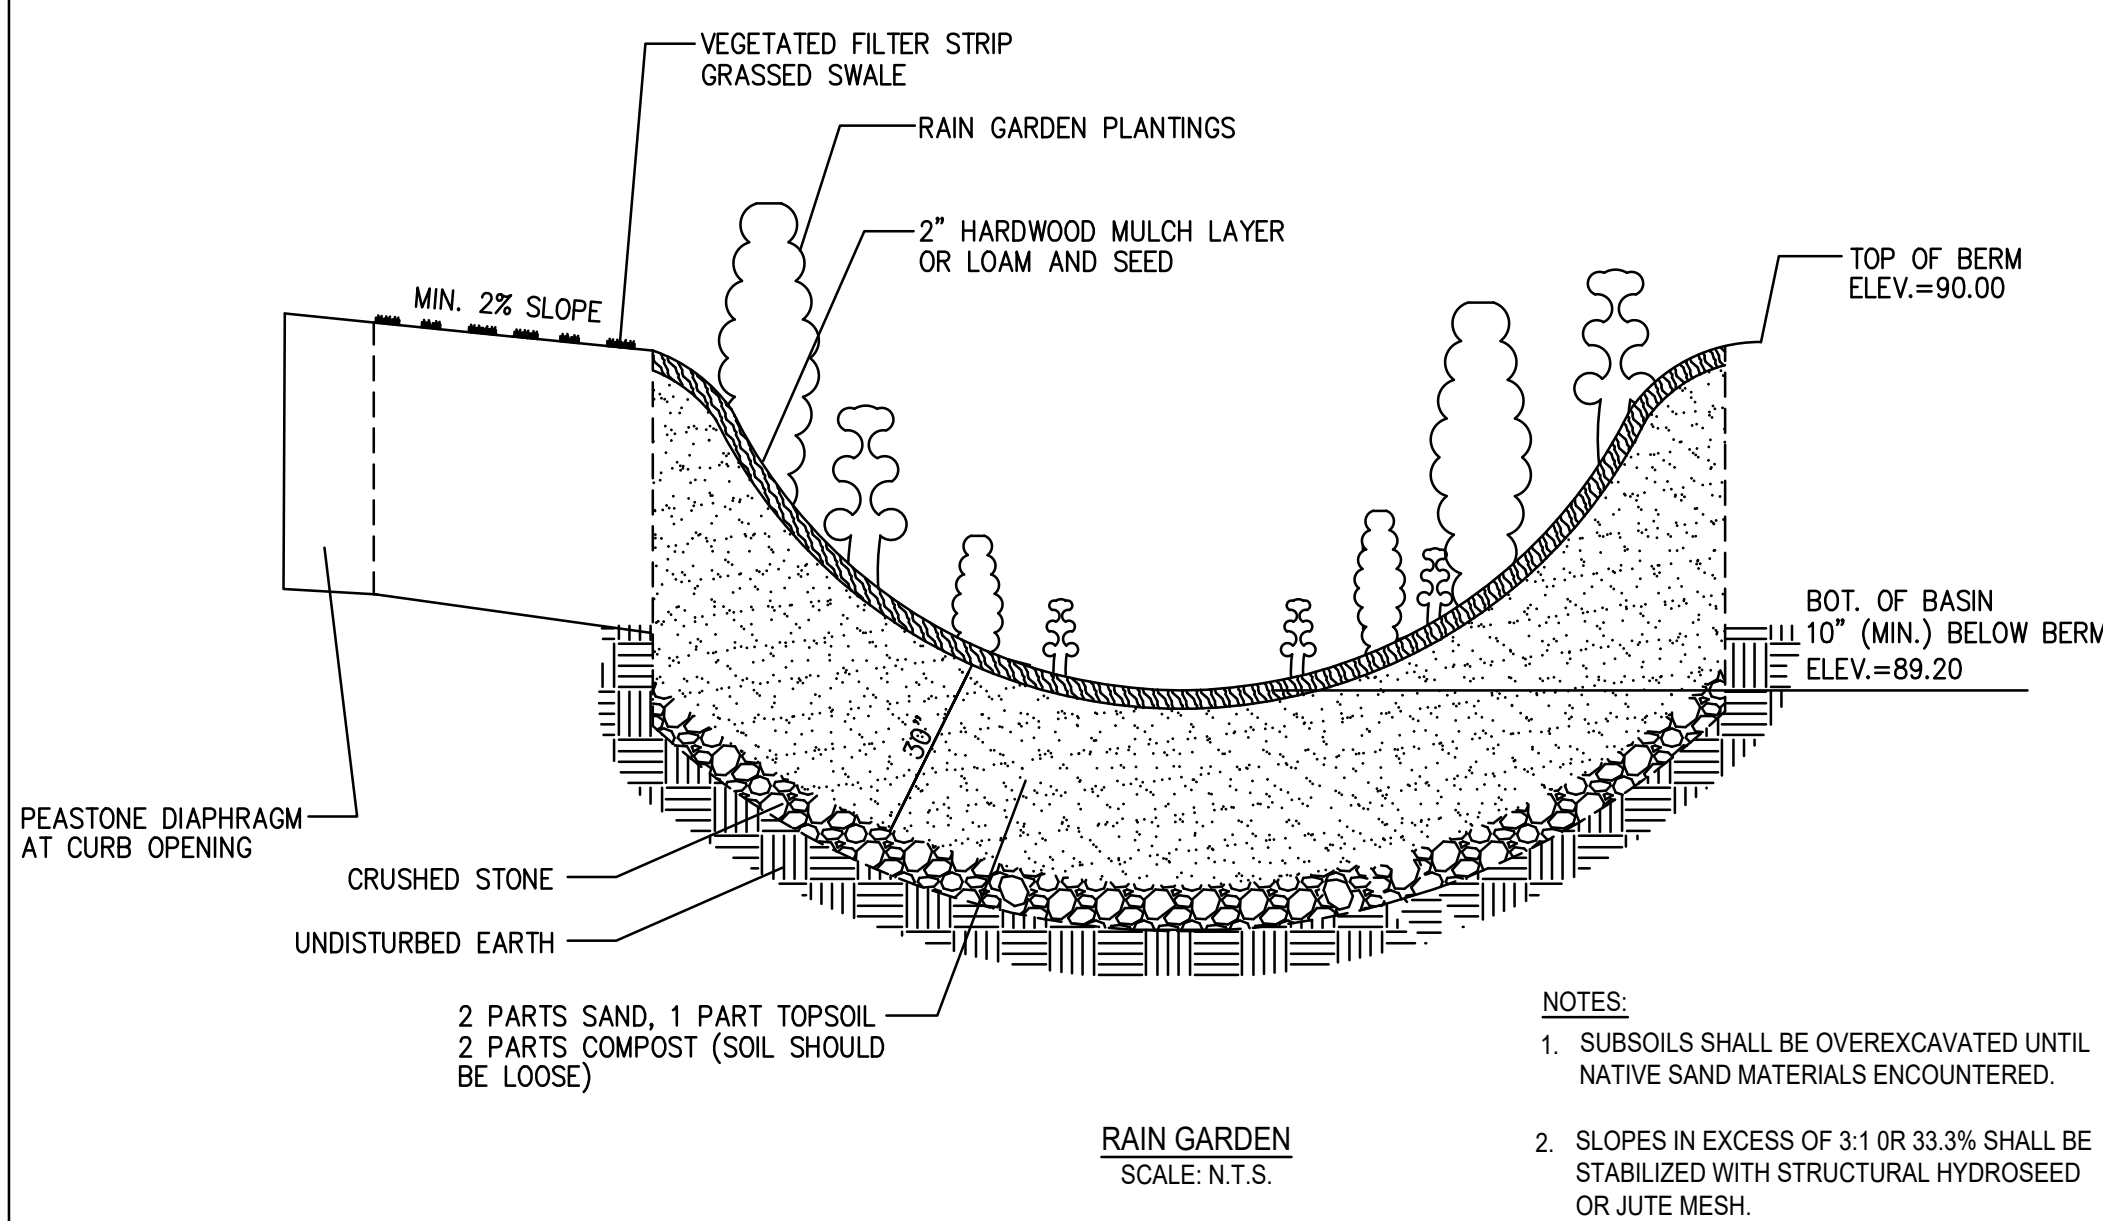 VEGETATED FILTER STRIP
GRASSED SWALE
RAIN GARDEN PLANTINGS
2" HARDWOOD MULCH LAYER
OR LOAM AND SEED
TOP OF BERM
ELEV.=90.00
MIN. 2% SLOPE
BOT. OF BASIN
10" (MIN.) BELOW BERM
ELEV.=89.20
30"
PEASTONE DIAPHRAGM
AT CURB OPENING
CRUSHED STONE
UNDISTURBED EARTH
2 PARTS SAND, 1 PART TOPSOIL
2 PARTS COMPOST (SOIL SHOULD
BE LOOSE)
NOTES:
1. SUBSOILS SHALL BE OVEREXCAVATED UNTIL
NATIVE SAND MATERIALS ENCOUNTERED.
2. SLOPES IN EXCESS OF 3:1 0R 33.3% SHALL BE
STABILIZED WITH STRUCTURAL HYDROSEED
OR JUTE MESH.
RAIN GARDEN
SCALE: N.T.S.